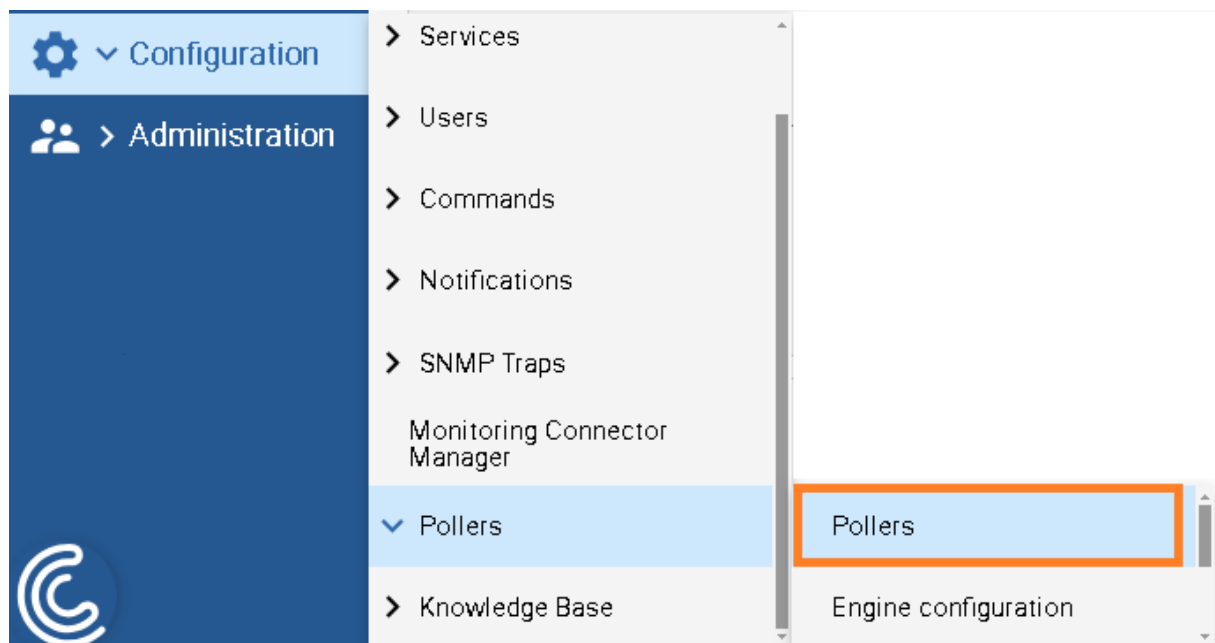 Configuration
Administration
Services
Users
Commands
Notifications
SNMP Traps
Monitoring Connector
Manager
Pollers
Knowledge Base
Pollers
Engine configuration